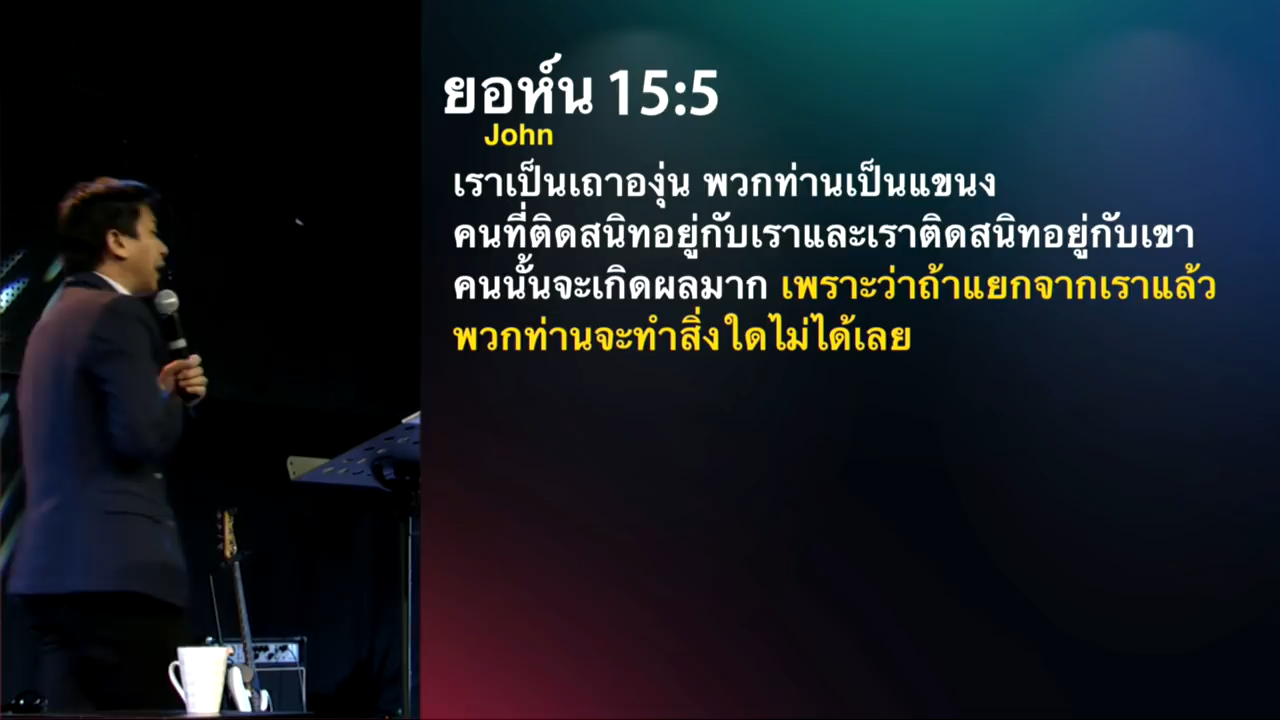 ยอห์น 15:5
John
เราเป็นเถาองุ่น พวกท่านเป็นแขนง
คนที่ติดสนิทอยู่กับเราและเราติดสนิทอยู่กับเขา
คนนั้นจะเกิดผลมาก เพราะว่าถ้าแยกจากเราแล้ว
พวกท่านจะทำสิ่งใดไม่ได้เลย